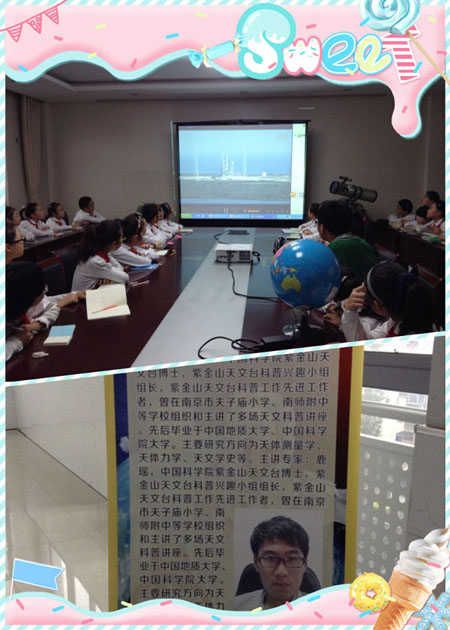 Sweet
国科学院紫金山天
文台博士，紫金山天文台科普兴趣小组
组长，紫金山天文台科普工作先进工作
者，曾在南京市夫子庙小学、南师附中
等学校组织和主讲了多场天文科普讲座
。先后毕业于中国地质大学、中国科学
院大学。主要研究方向为天体测量学、
天体力学、天文学史等。主讲专家：鹿
瑶，中国科学院紫金山天文台博士，紫
金山天文台科普兴趣小组组长，紫金山
天文台科普工作先进工作者，曾在南京
市夫子庙小学、南
师附中等学校组织
和主讲了多场天文
科普讲座。先后毕
业于中国地质大学、
中国科学院大学。
主要研究方向为天
体力